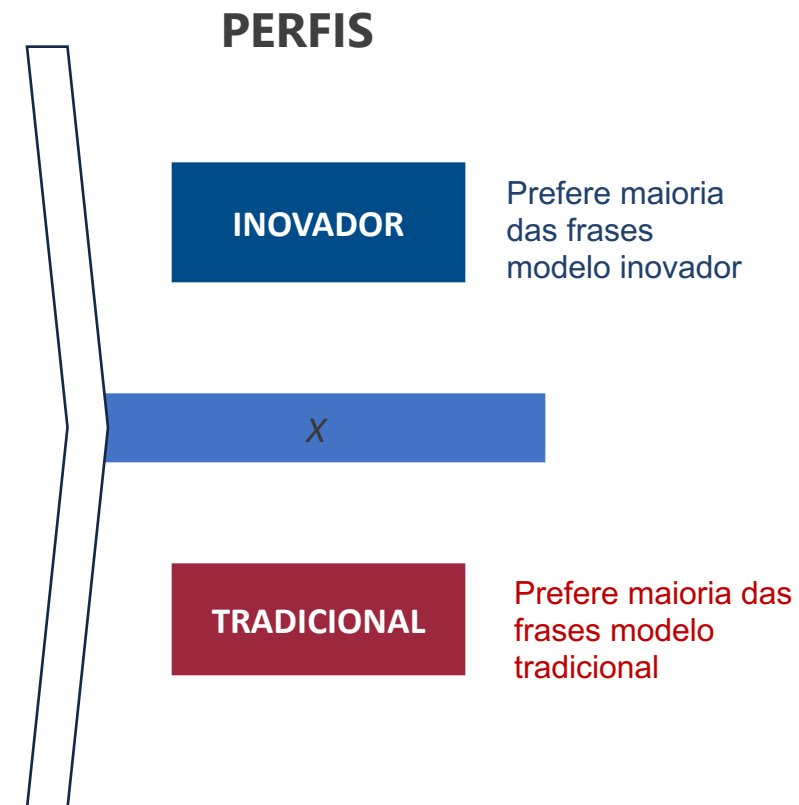 PERFIS
INOVADOR
Prefere maioria
das frases
modelo inovador
X
TRADICIONAL
Prefere maioria das
frases modelo
tradicional